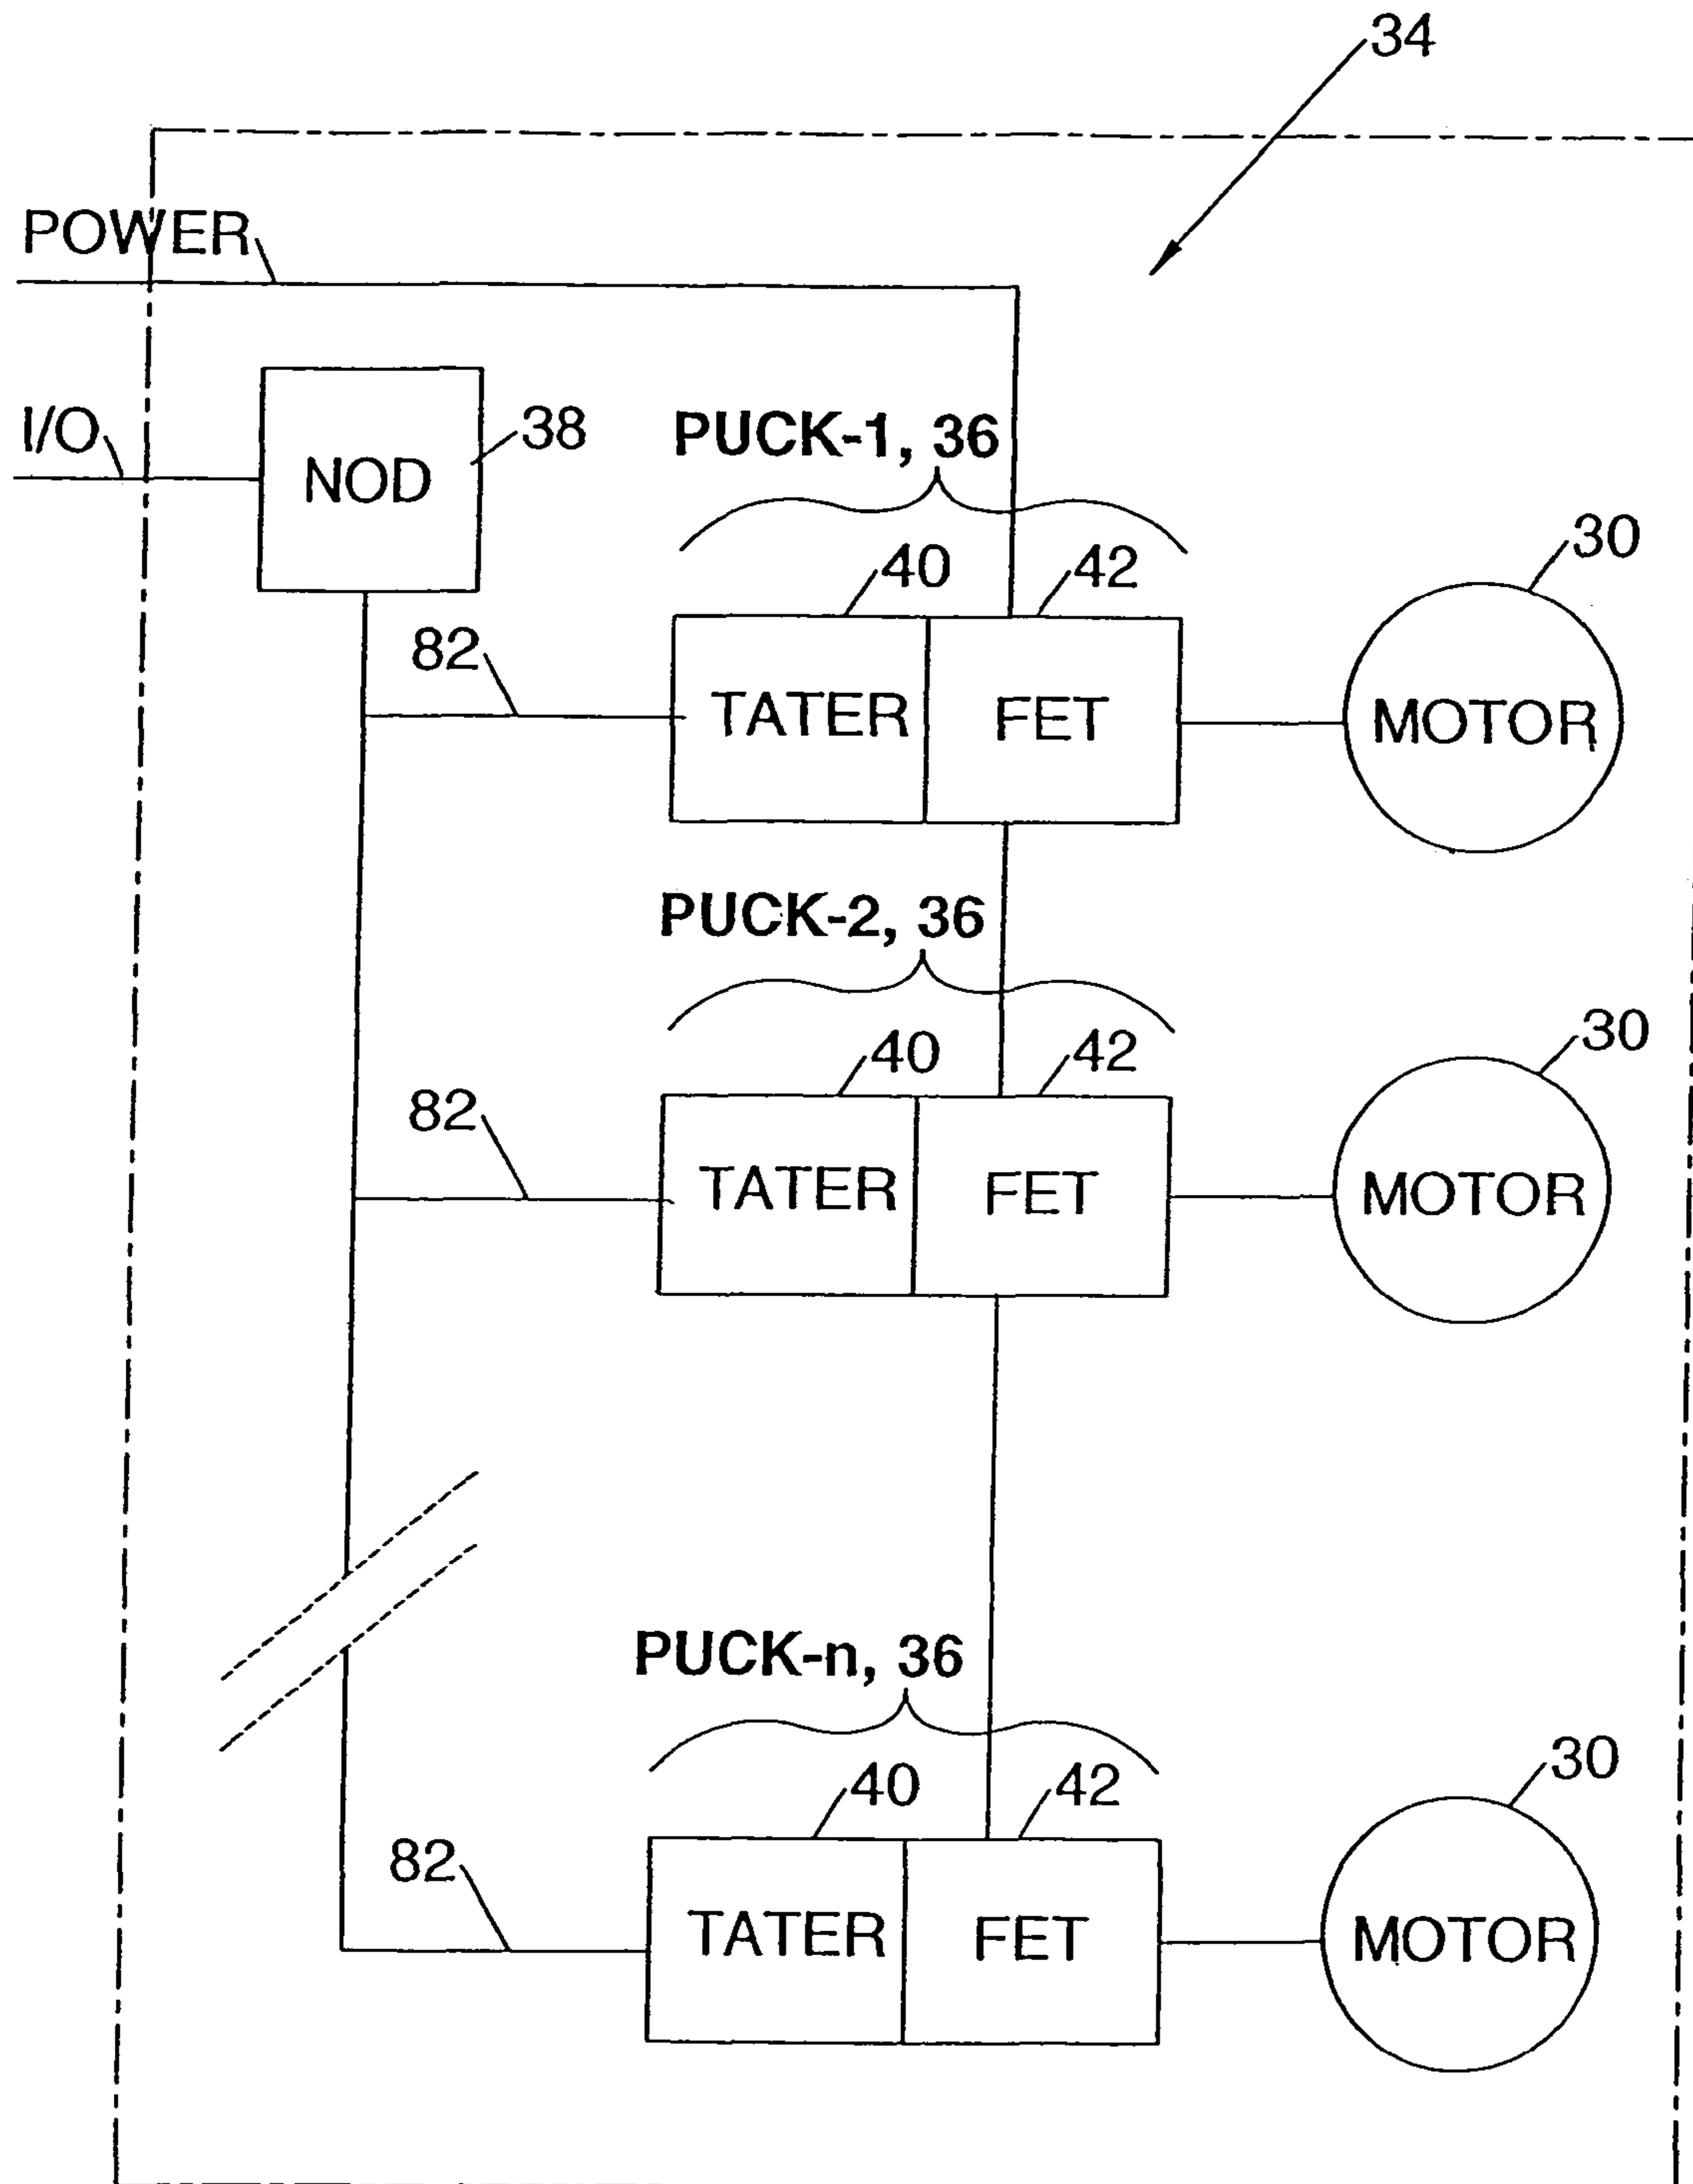 34
POWER
I/O
NOD
38
PUCK-1, 36
40
42
30
82
TATER
FET
MOTOR
PUCK-2, 36
40
42
30
82
TATER
FET
MOTOR
PUCK-n, 36
40
42
30
82
TATER
FET
MOTOR